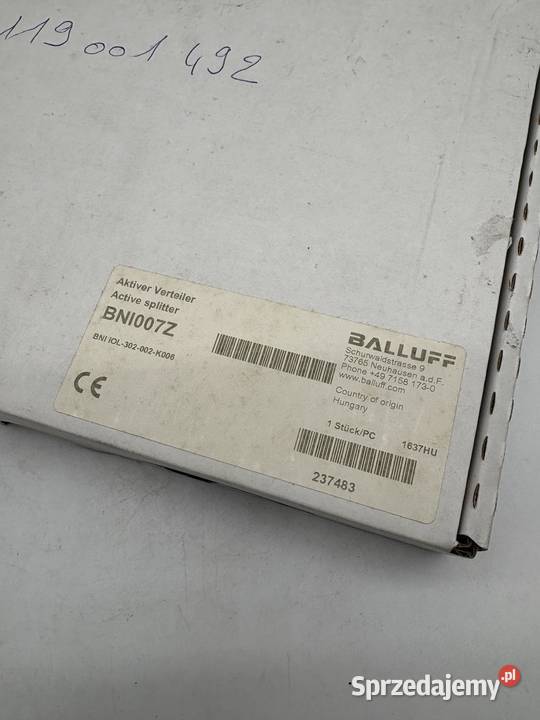 119 001 492
Aktiver Verteiler
Active splitter
BNI007Z
BNI IOL-302-002-K006
CE
BALLUFF
Schurwaldstrasse 9
73765 Neuhausen a.d.F.
Phone +49 7158 173-0
www.balluff.com
Country of origin
Hungary
1 Stück/PC
1637HU
237483
Sprzedajemy.pl